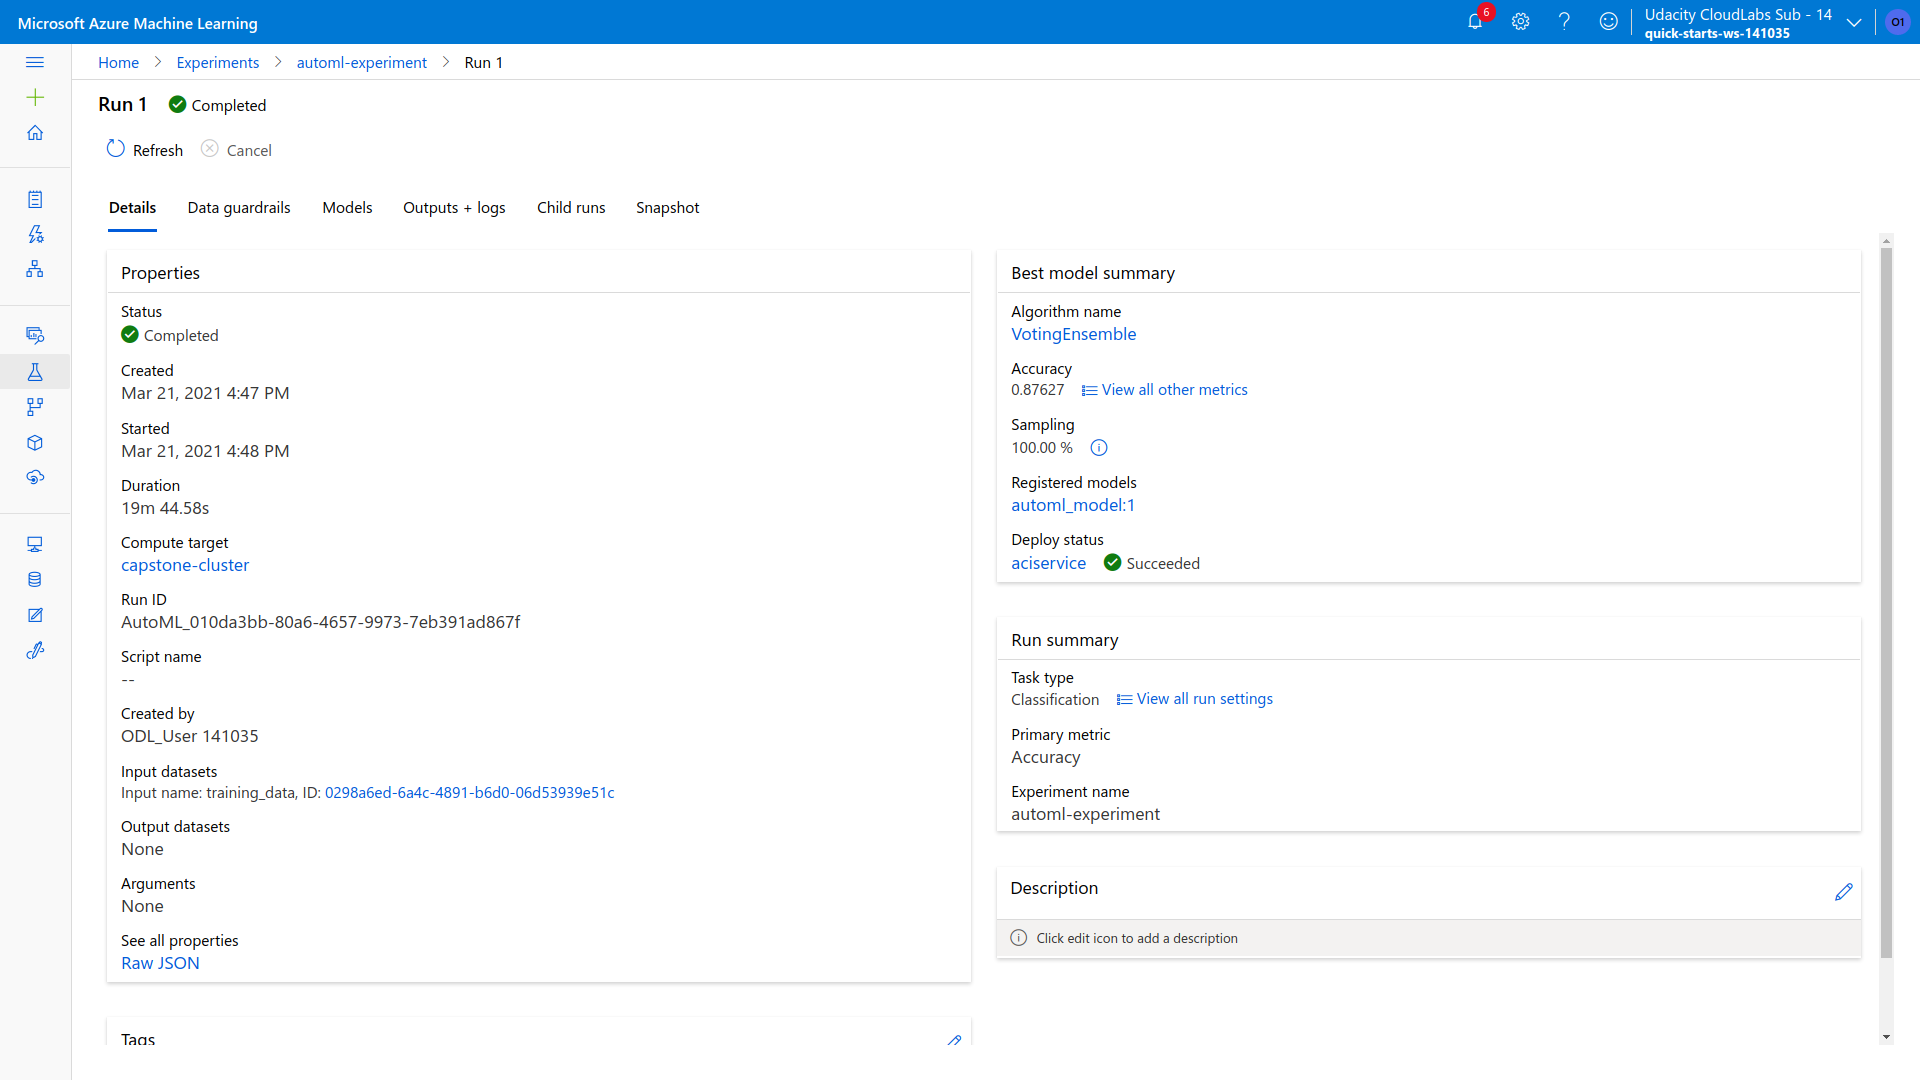 Microsoft Azure Machine Learning
6
Udacity CloudLabs Sub - 14
quick-starts-ws-141035
O1
Home > Experiments > automl-experiment > Run 1
Run 1 Completed
Refresh Cancel
Details Data guardrails Models Outputs + logs Child runs Snapshot
Properties
Status
Completed
Created
Mar 21, 2021 4:47 PM
Started
Mar 21, 2021 4:48 PM
Duration
19m 44.58s
Compute target
capstone-cluster
Run ID
AutoML_010da3bb-80a6-4657-9973-7eb391ad867f
Script name
--
Created by
ODL_User 141035
Input datasets
Input name: training_data, ID: 0298a6ed-6a4c-4891-b6d0-06d53939e51c
Output datasets
None
Arguments
None
See all properties
Raw JSON
Tags
Best model summary
Algorithm name
VotingEnsemble
Accuracy
0.87627 View all other metrics
Sampling
100.00 %
Registered models
automl_model:1
Deploy status
aciservice Succeeded
Run summary
Task type
Classification View all run settings
Primary metric
Accuracy
Experiment name
automl-experiment
Description
Click edit icon to add a description